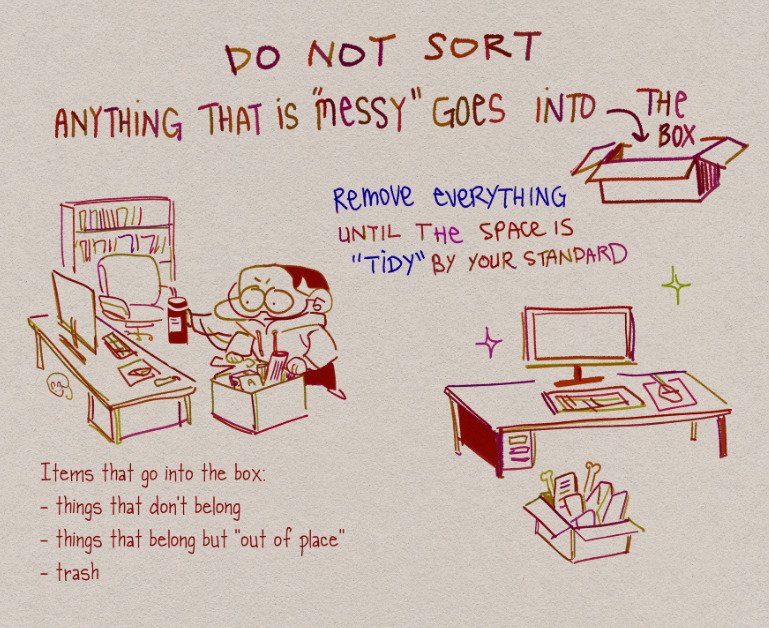 DO NOT SORT
ANYTHING THAT IS "MESSY" GOES INTO THE BOX
REMOVE EVERYTHING
UNTIL THE SPACE IS
"TIDY" BY YOUR STANDARD
Items that go into the box:
- things that don't belong
- things that belong but "out of place"
- trash